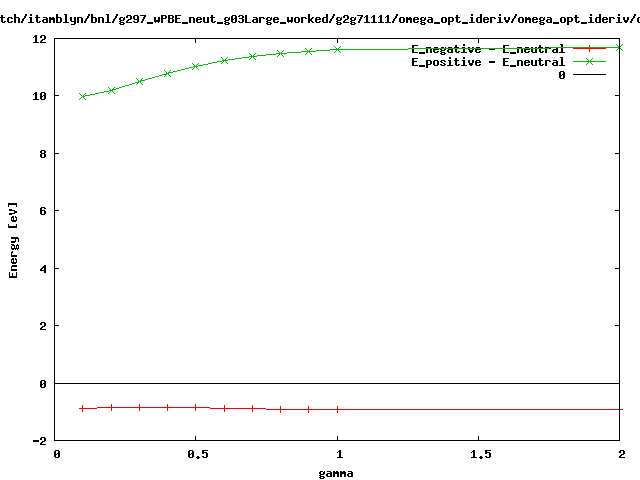 tch/itamblyn/bnl/g297_wPBE_neut_g03Large_worked/g2g71111/omega_opt_ideriv/omega_opt_ideriv/o
12
E_negative - E_neutral
E_positive - E_neutral
0
10
8
6
Energy [eV]
4
2
0
-2
0 0.5 1 1.5 2
gamma